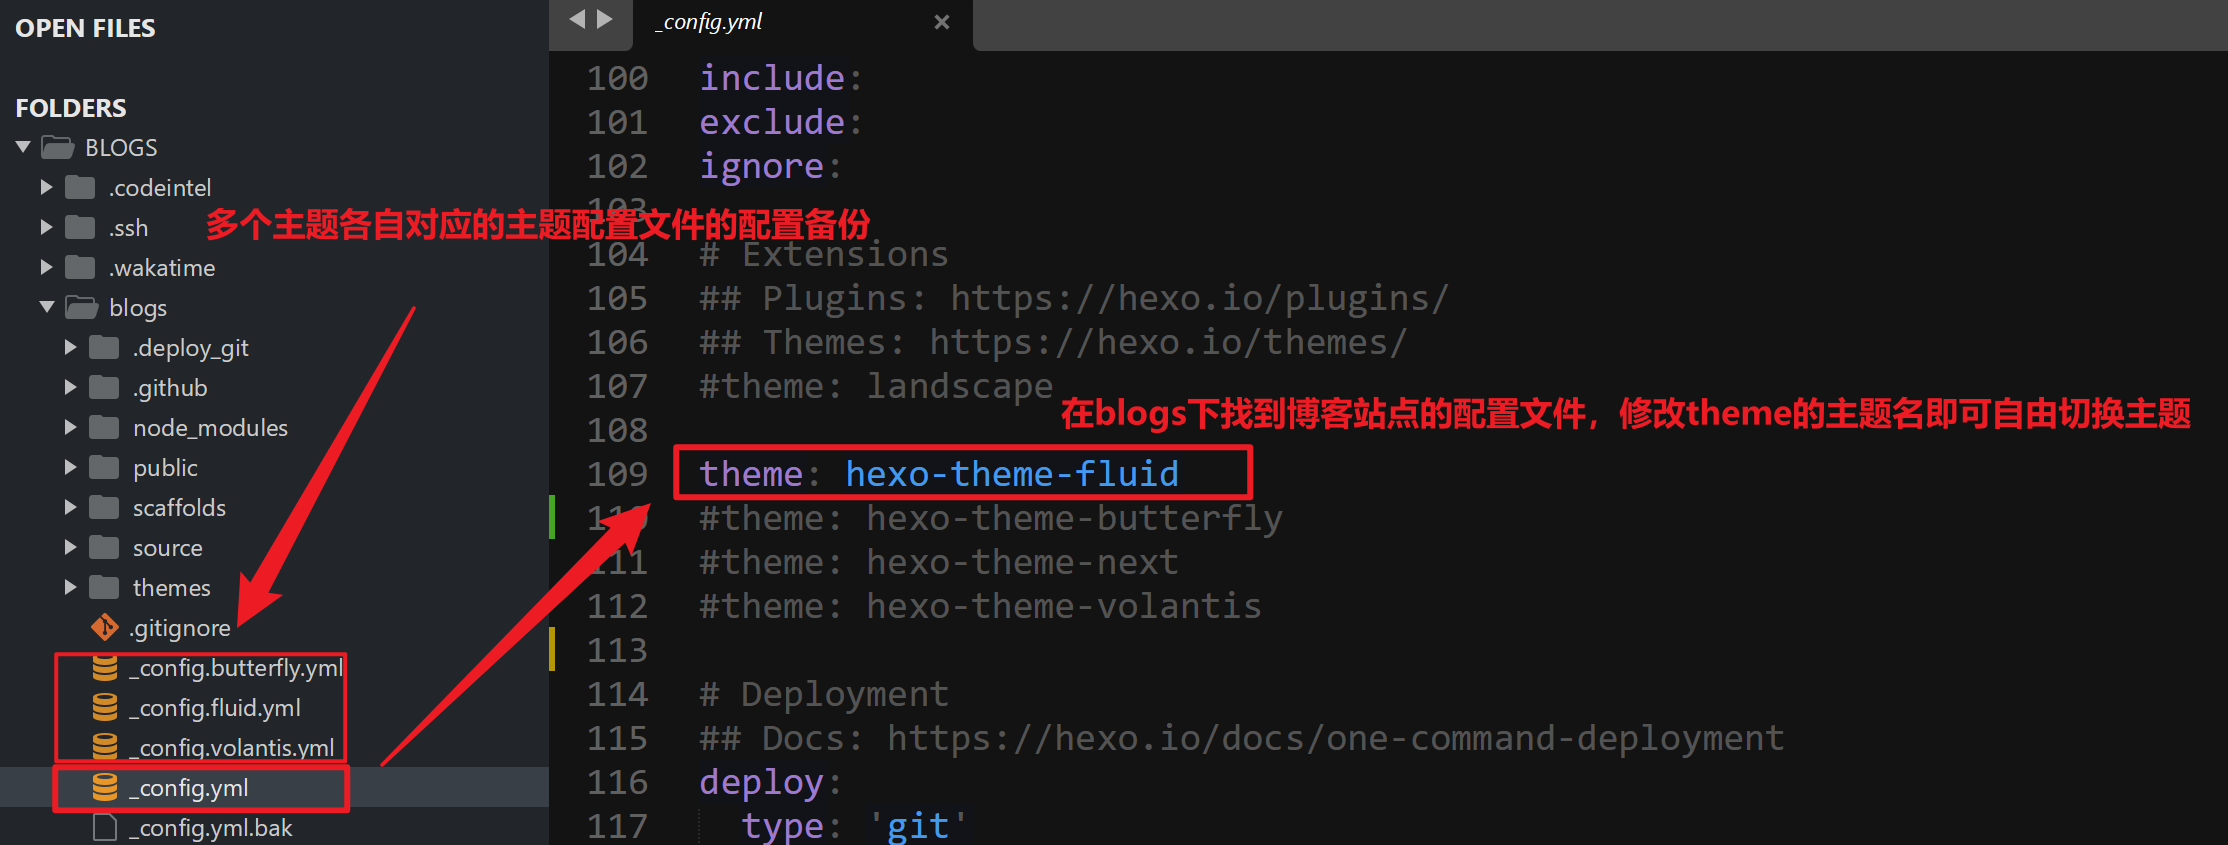 OPEN FILES
FOLDERS
BLOGS
.codeintel
.ssh
.wakatime
blogs
.deploy_git
.github
node_modules
public
scaffolds
source
themes
.gitignore
_config.butterfly.yml
_config.fluid.yml
_config.volantis.yml
_config.yml
_config.yml.bak
多个主题各自对应的主题配置文件的配置备份
_config.yml ×
100 include:
101 exclude:
102 ignore:
103
104 # Extensions
105 ## Plugins: https://hexo.io/plugins/
106 ## Themes: https://hexo.io/themes/
107 #theme: landscape
在blogs下找到博客站点的配置文件，修改theme的主题名即可自由切换主题
108
109 theme: hexo-theme-fluid
110 #theme: hexo-theme-butterfly
111 #theme: hexo-theme-next
112 #theme: hexo-theme-volantis
113
114 # Deployment
115 ## Docs: https://hexo.io/docs/one-command-deployment
116 deploy:
117 type: 'git'